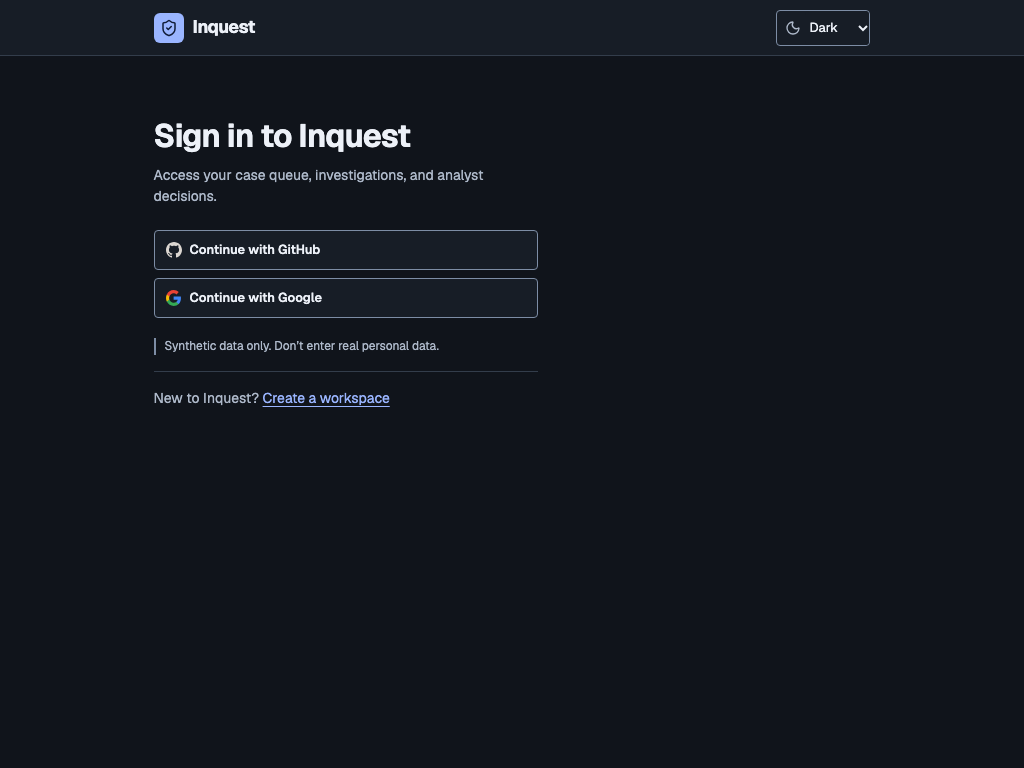 Inquest
Dark
Sign in to Inquest
Access your case queue, investigations, and analyst
decisions.
Continue with GitHub
Continue with Google
Synthetic data only. Don’t enter real personal data.
New to Inquest? Create a workspace